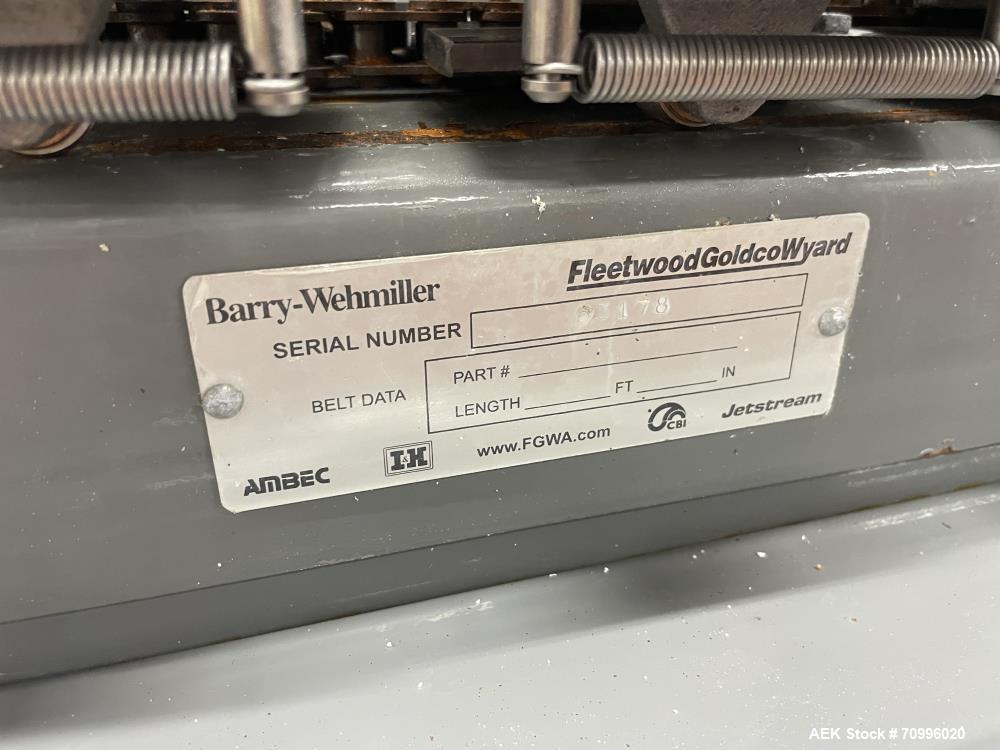 Barry-Wehmiller
FleetwoodGoldcoWyard
SERIAL NUMBER
BELT DATA
PART #
LENGTH FT IN
AMBEC
I&H
www.FGWA.com
CBI
Jetstream
AEK Stock # 70996020